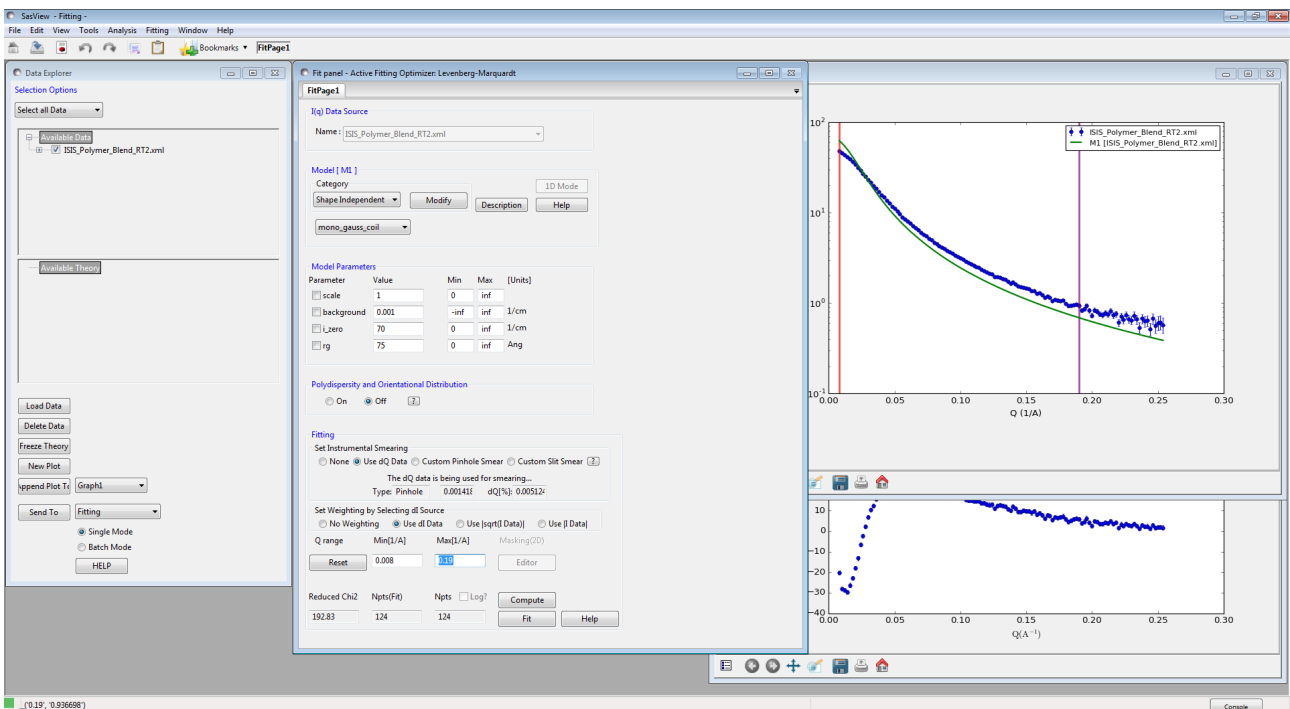 SasView - Fitting -
File Edit View Tools Analysis Fitting Window Help
Bookmarks FitPage1
Data Explorer
Selection Options
Select all Data
Available Data
ISIS_Polymer_Blend_RT2.xml
Available Theory
Load Data
Delete Data
Freeze Theory
New Plot
Append Plot To Graph1
Send To Fitting
Single Mode
Batch Mode
HELP
Fit panel - Active Fitting Optimizer: Levenberg-Marquardt
FitPage1
I(q) Data Source
Name : ISIS_Polymer_Blend_RT2.xml
Model [ M1 ]
Category 1D Mode
Shape Independent Modify Description Help
mono_gauss_coil
Model Parameters
Parameter Value Min Max [Units]
scale 1 0 inf
background 0.001 -inf inf 1/cm
i_zero 70 0 inf 1/cm
rg 75 0 inf Ang
Polydispersity and Orientational Distribution
On Off ?
Fitting
Set Instrumental Smearing
None Use dQ Data Custom Pinhole Smear Custom Slit Smear ?
The dQ data is being used for smearing...
Type: Pinhole 0.001418 dQ[%]: 0.005124
Set Weighting by Selecting dI Source
No Weighting Use dI Data Use |sqrt(I Data)| Use |I Data|
Q range Min[1/A] Max[1/A] Masking(2D)
Reset 0.008 0.19 Editor
Reduced Chi2 Npts(Fit) Npts Log? Compute
192.83 124 124 Fit Help
ISIS_Polymer_Blend_RT2.xml
M1 [ISIS_Polymer_Blend_RT2.xml]
10^2
10^1
10^0
10^-1
0.00 0.05 0.10 0.15 0.20 0.25 0.30
Q (1/A)
10
0
-10
-20
-30
-40
0.00 0.05 0.10 0.15 0.20 0.25 0.30
Q(A⁻¹)
_('0.19', '0.936698')
Console